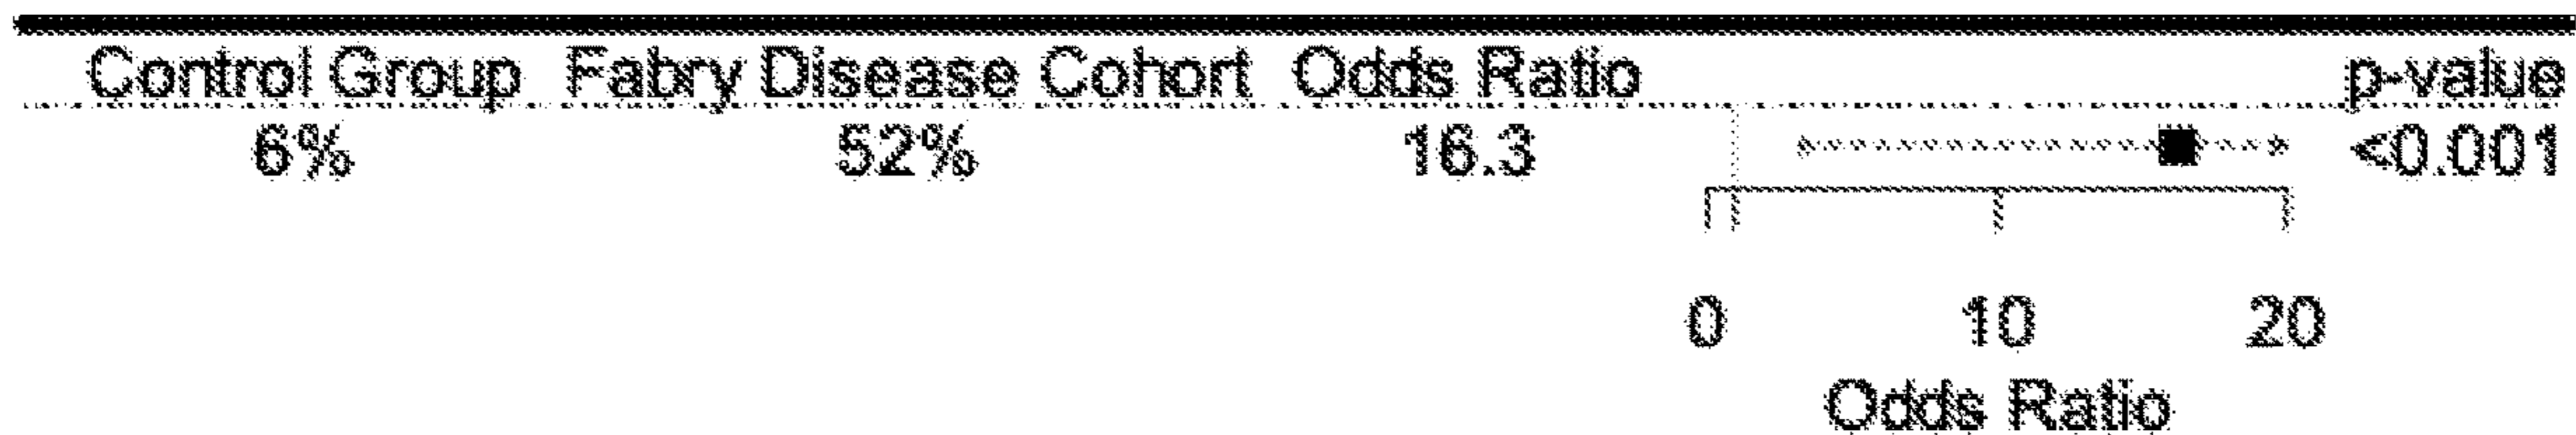 Control Group Fabry Disease Cohort Odds Ratio p-value
6% 52% 16.3 <0.001
0 10 20
Odds Ratio